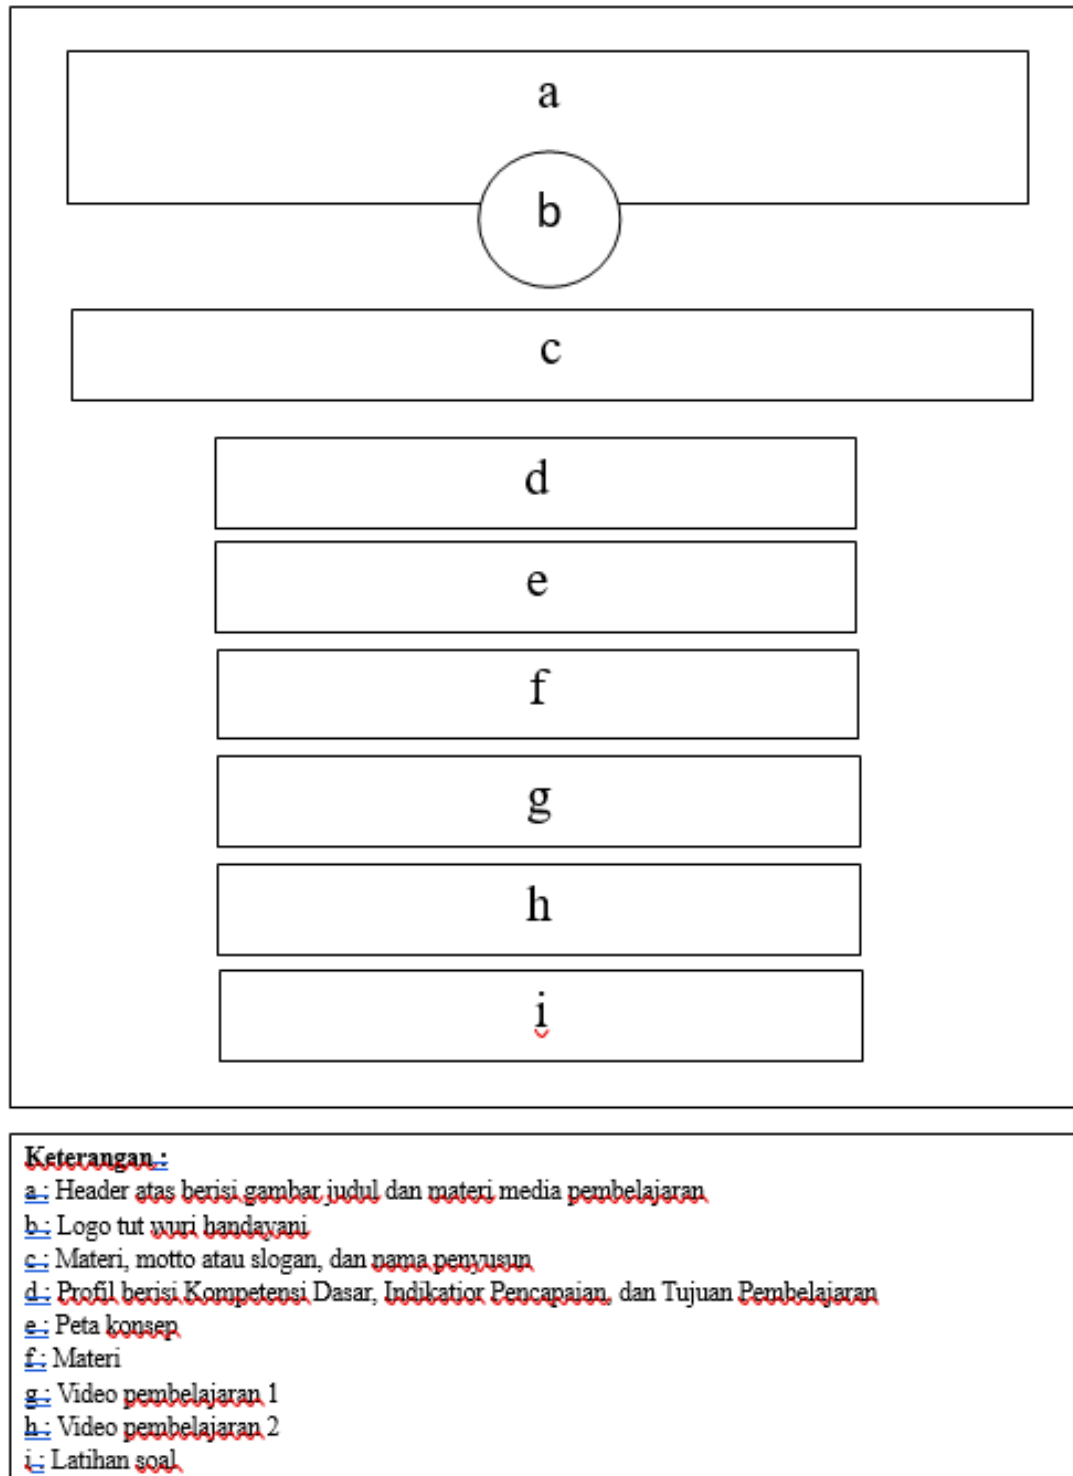 a
b
c
d
e
f
g
h
i
Keterangan :
a : Header atas berisi gambar judul dan materi media pembelajaran
b : Logo tut wuri handayani
c : Materi, motto atau slogan, dan nama penyusun
d : Profil berisi Kompetensi Dasar, Indikatior Pencapaian, dan Tujuan Pembelajaran
e : Peta konsep
f : Materi
g : Video pembelajaran 1
h : Video pembelajaran 2
i : Latihan soal